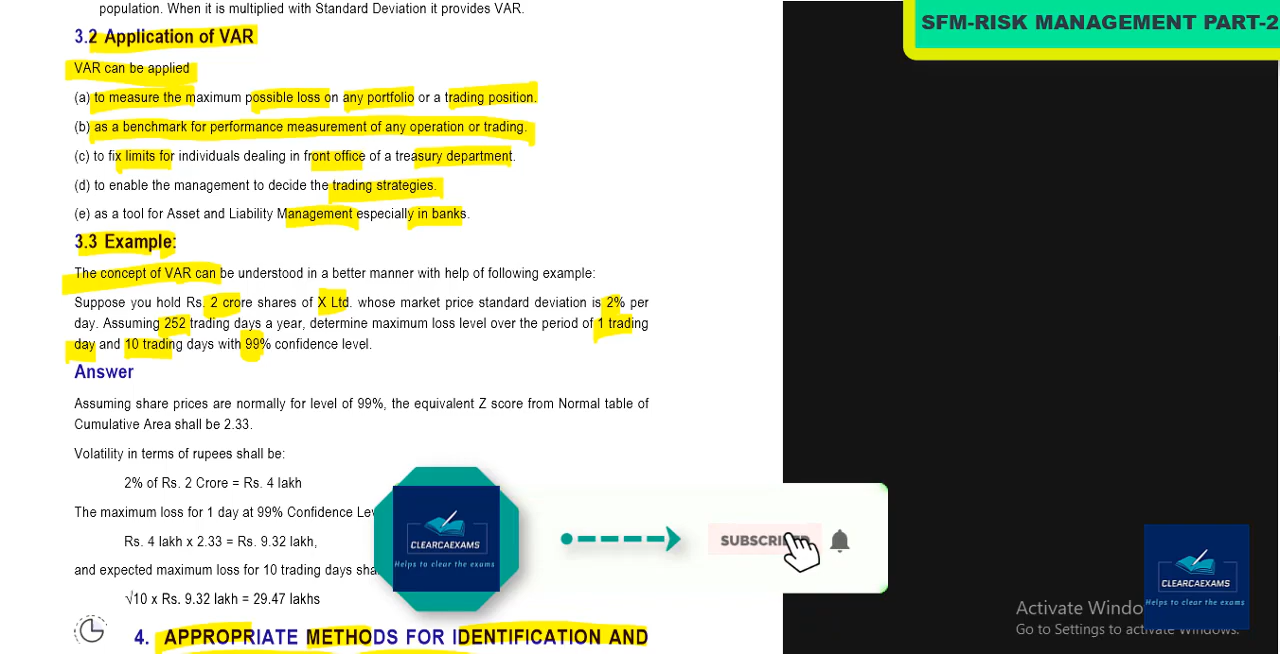 population. When it is multiplied with Standard Deviation it provides VAR.
SFM-RISK MANAGEMENT PART-2
3.2 Application of VAR
VAR can be applied
(a) to measure the maximum possible loss on any portfolio or a trading position.
(b) as a benchmark for performance measurement of any operation or trading.
(c) to fix limits for individuals dealing in front office of a treasury department.
(d) to enable the management to decide the trading strategies.
(e) as a tool for Asset and Liability Management especially in banks.
3.3 Example:
The concept of VAR can be understood in a better manner with help of following example:
Suppose you hold Rs. 2 crore shares of X Ltd. whose market price standard deviation is 2% per
day. Assuming 252 trading days a year, determine maximum loss level over the period of 1 trading
day and 10 trading days with 99% confidence level.
Answer
Assuming share prices are normally for level of 99%, the equivalent Z score from Normal table of
Cumulative Area shall be 2.33.
Volatility in terms of rupees shall be:
2% of Rs. 2 Crore = Rs. 4 lakh
The maximum loss for 1 day at 99% Confidence
Rs. 4 lakh x 2.33 = Rs. 9.32 lakh,
and expected maximum loss for 10 trading days
√10 x Rs. 9.32 lakh = 29.47 lakhs
4. APPROPRIATE METHODS FOR IDENTIFICATION AND
CLEARCAEXAMS
Helps to clear the exams
SUBSCRIBED
CLEARCAEXAMS
Helps to clear the exams
Activate Windo
Go to Settings to activate Windows.